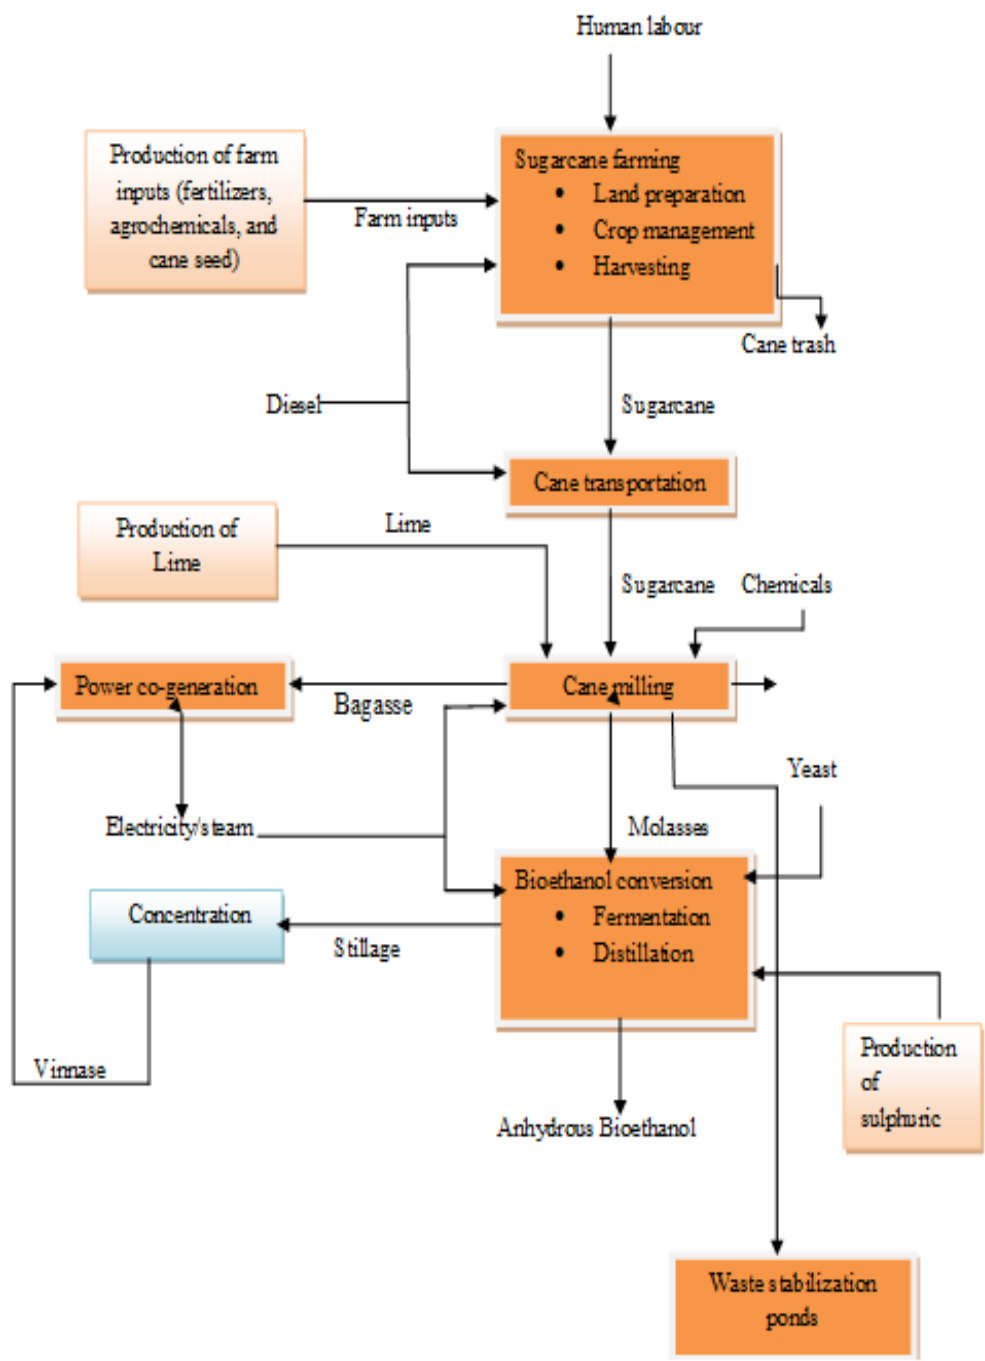 Human labour
Production of farm
inputs (fertilizers,
agrochemicals, and
cane seed)
Farm inputs
Sugarcane farming
• Land preparation
• Crop management
• Harvesting
Cane trash
Diesel
Sugarcane
Cane transportation
Production of
Lime
Lime
Sugarcane
Chemicals
Power co-generation
Bagasse
Cane milling
Yeast
Electricity/steam
Molasses
Bioethanol conversion
• Fermentation
• Distillation
Concentration
Stillage
Vinnase
Production
of
sulphuric
Anhydrous Bioethanol
Waste stabilization
ponds